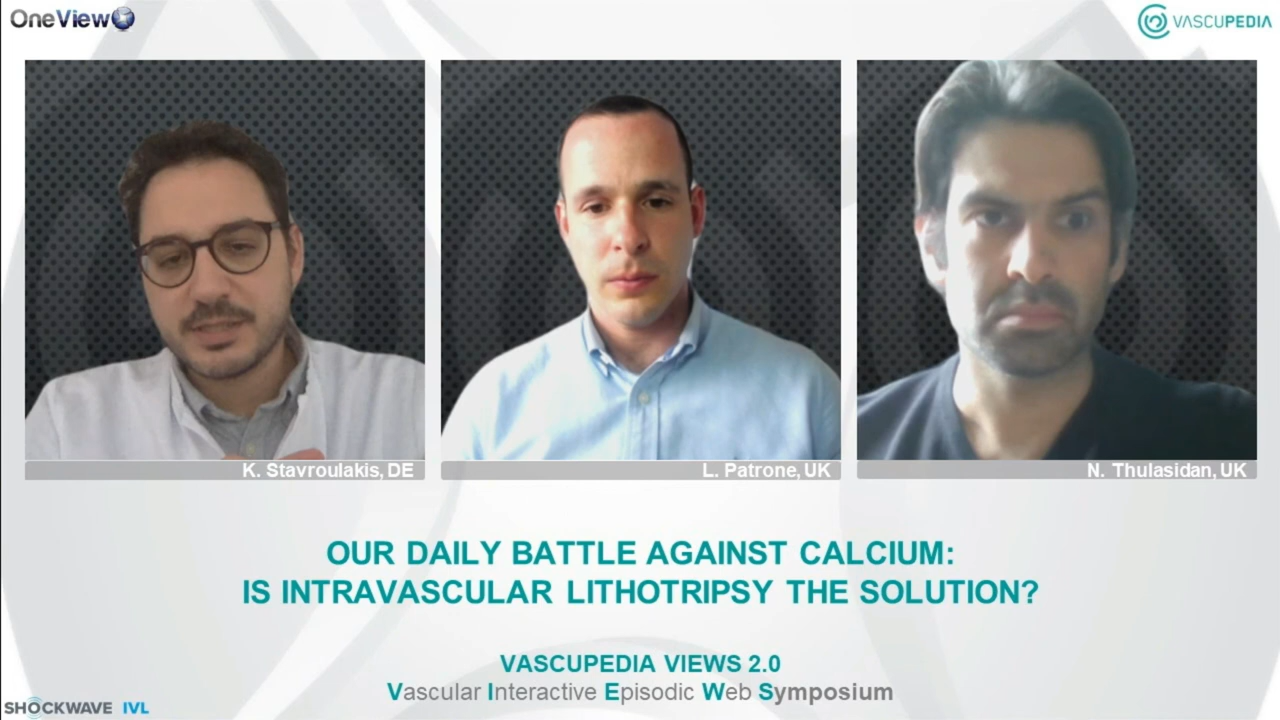 OneView
VASCUPEDIA
K. Stavroulakis, DE
L. Patrone, UK
N. Thulasidan, UK
OUR DAILY BATTLE AGAINST CALCIUM:
IS INTRAVASCULAR LITHOTRIPSY THE SOLUTION?
VASCUPEDIA VIEWS 2.0
Vascular Interactive Episodic Web Symposium
SHOCKWAVE IVL